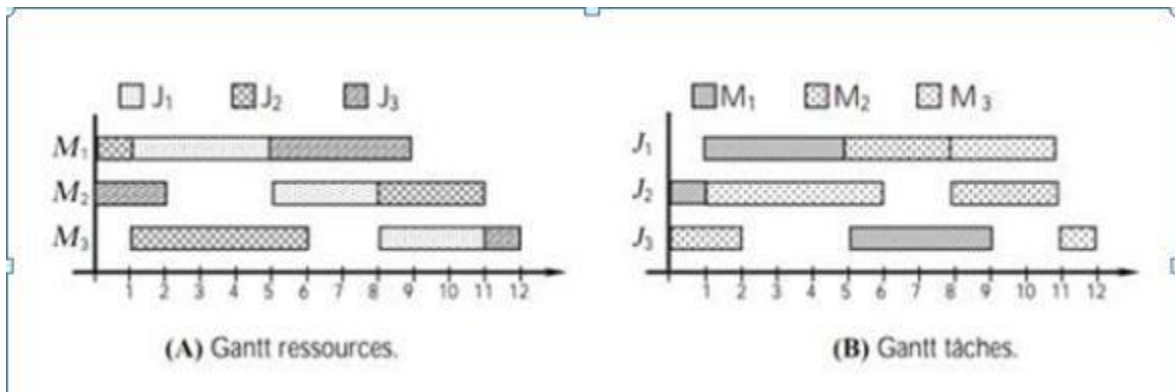 J₁ J₂ J₃
M₁
M₂
M₃
1 2 3 4 5 6 7 8 9 10 11 12
(A) Gantt ressources.
M₁ M₂ M₃
J₁
J₂
J₃
1 2 3 4 5 6 7 8 9 10 11 12
(B) Gantt tâches.